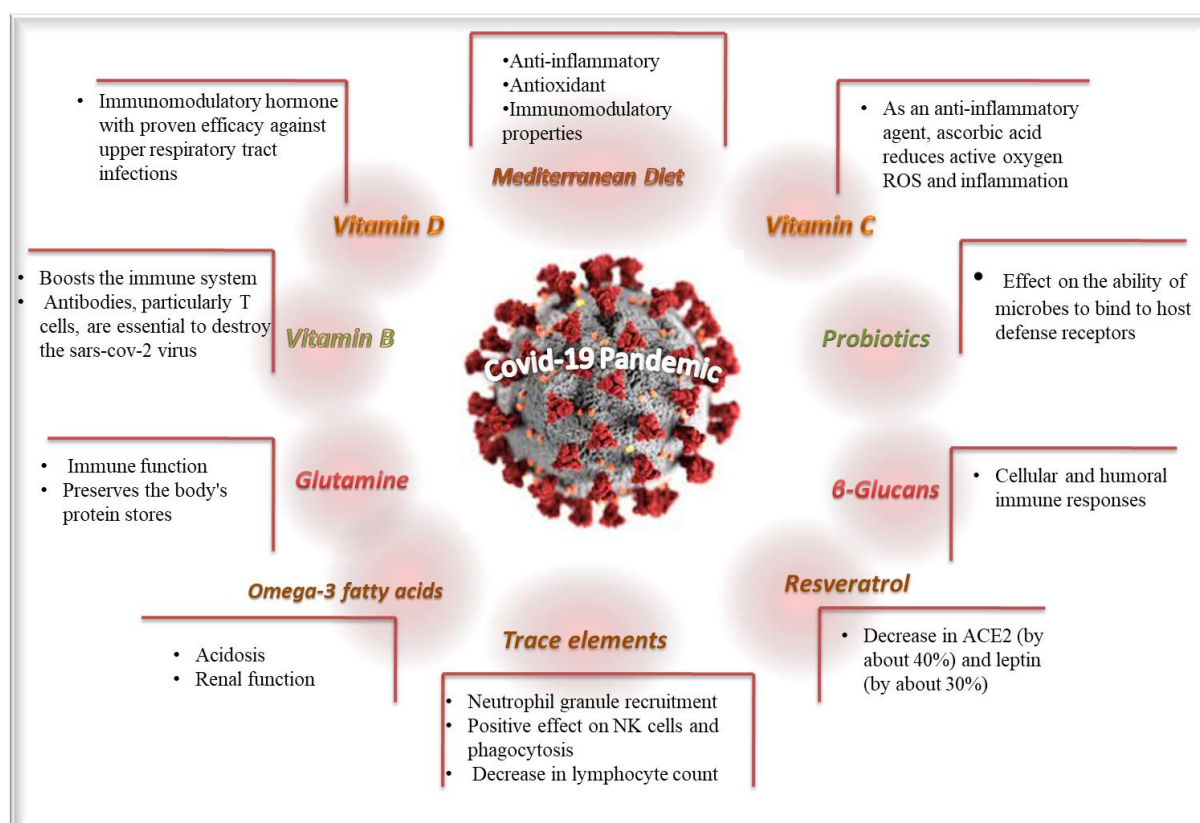 •Anti-inflammatory
•Antioxidant
•Immunomodulatory
properties
Mediterranean Diet
• Immunomodulatory hormone
with proven efficacy against
upper respiratory tract
infections
Vitamin D
• As an anti-inflammatory
agent, ascorbic acid
reduces active oxygen
ROS and inflammation
Vitamin C
• Boosts the immune system
• Antibodies, particularly T
cells, are essential to destroy
the sars-cov-2 virus
Vitamin B
• Effect on the ability of
microbes to bind to host
defense receptors
Probiotics
Covid-19 Pandemic
• Immune function
• Preserves the body's
protein stores
Glutamine
• Cellular and humoral
immune responses
β-Glucans
Omega-3 fatty acids
• Acidosis
• Renal function
Resveratrol
• Decrease in ACE2 (by
about 40%) and leptin
(by about 30%)
Trace elements
• Neutrophil granule recruitment
• Positive effect on NK cells and
phagocytosis
• Decrease in lymphocyte count